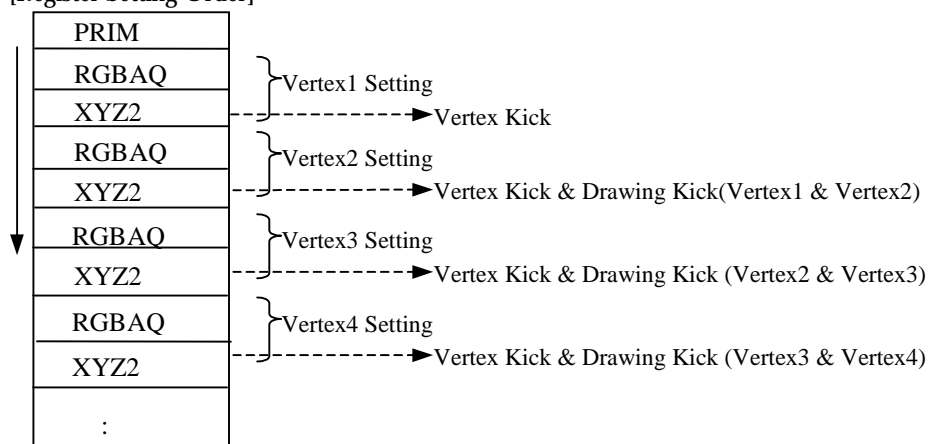 [Register Setting Order]
PRIM
RGBAQ
Vertex1 Setting
XYZ2
Vertex Kick
RGBAQ
Vertex2 Setting
XYZ2
Vertex Kick & Drawing Kick(Vertex1 & Vertex2)
RGBAQ
Vertex3 Setting
XYZ2
Vertex Kick & Drawing Kick (Vertex2 & Vertex3)
RGBAQ
Vertex4 Setting
XYZ2
Vertex Kick & Drawing Kick (Vertex3 & Vertex4)
: